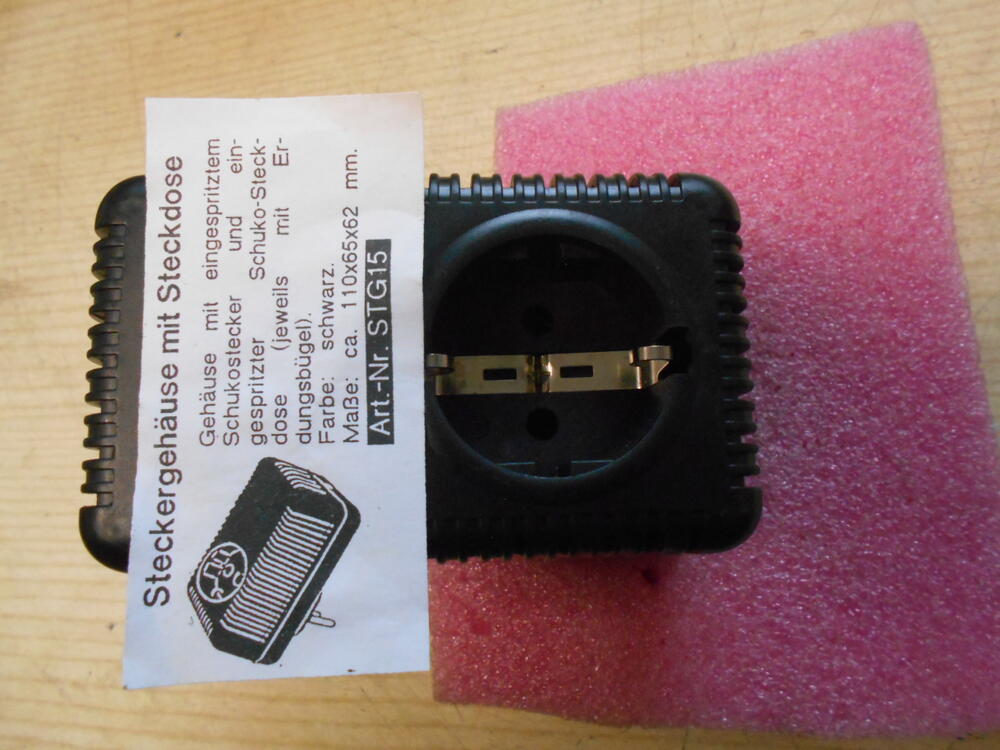 Steckergehäuse mit Steckdose
Gehäuse mit eingespritztem
Schukostecker und ein-
gespritzter Schuko-Steck-
dose (jeweils mit Er-
dungsbügel).
Farbe: schwarz.
Maße: ca. 110x65x62 mm.
Art.-Nr. STG15